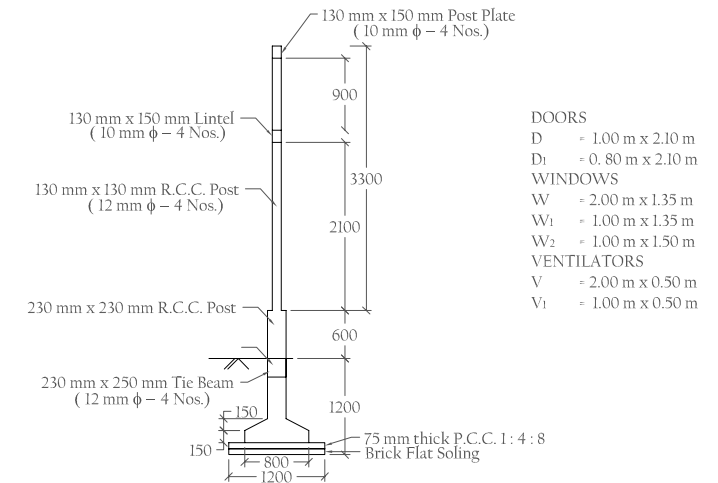 130 mm x 150 mm Post Plate
( 10 mm ϕ – 4 Nos.)
900
130 mm x 150 mm Lintel
( 10 mm ϕ – 4 Nos.)
3300
130 mm x 130 mm R.C.C. Post
( 12 mm ϕ – 4 Nos.)
2100
230 mm x 230 mm R.C.C. Post
600
230 mm x 250 mm Tie Beam
( 12 mm ϕ – 4 Nos.)
1200
150
150
75 mm thick P.C.C. 1 : 4 : 8
Brick Flat Soling
800
1200
DOORS
D = 1.00 m x 2.10 m
D1 = 0. 80 m x 2.10 m
WINDOWS
W = 2.00 m x 1.35 m
W1 = 1.00 m x 1.35 m
W2 = 1.00 m x 1.50 m
VENTILATORS
V = 2.00 m x 0.50 m
V1 = 1.00 m x 0.50 m